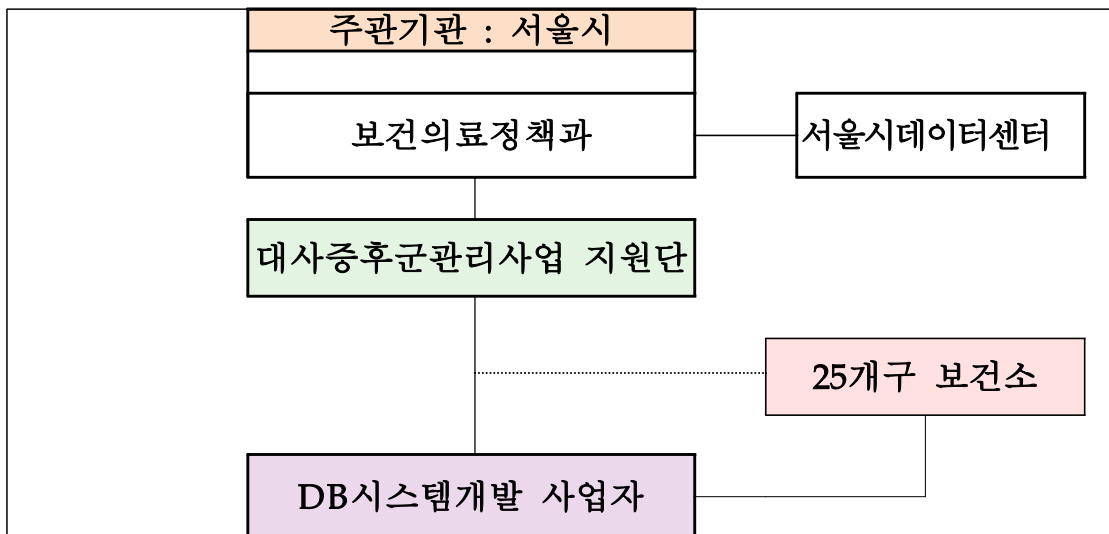 주관기관 : 서울시
보건의료정책과
서울시데이터센터
대사증후군관리사업 지원단
25개구 보건소
DB시스템개발 사업자